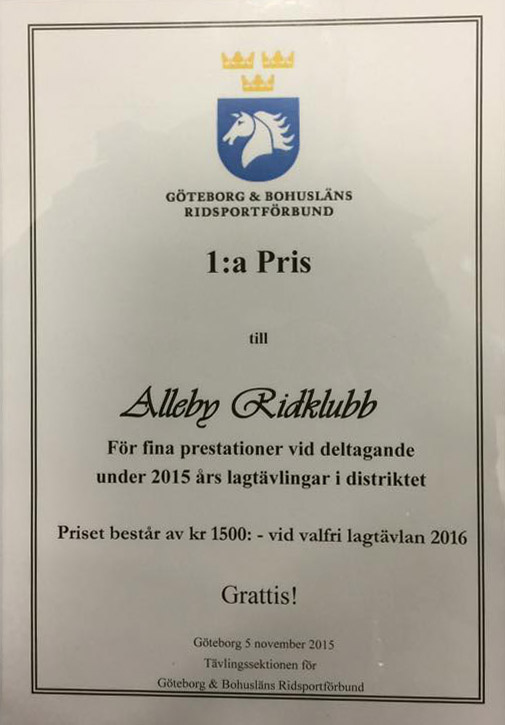 GÖTEBORG & BOHUSLÄNS
RIDSPORTFÖRBUND
1:a Pris
till
Alleby Ridklubb
För fina prestationer vid deltagande
under 2015 års lagtävlingar i distriktet
Priset består av kr 1500: - vid valfri lagtävlan 2016
Grattis!
Göteborg 5 november 2015
Tävlingssektionen för
Göteborg & Bohusläns Ridsportförbund